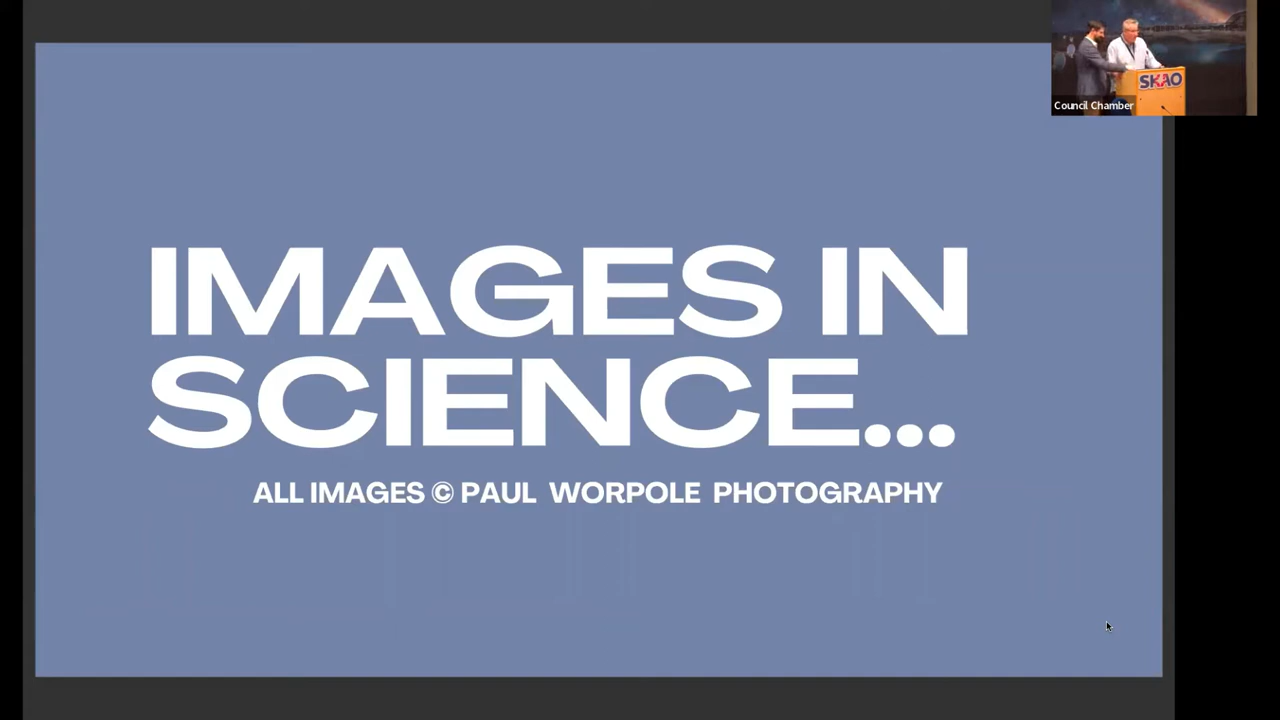 IMAGES IN
SCIENCE...
ALL IMAGES © PAUL WORPOLE PHOTOGRAPHY
SKAO
Council Chamber